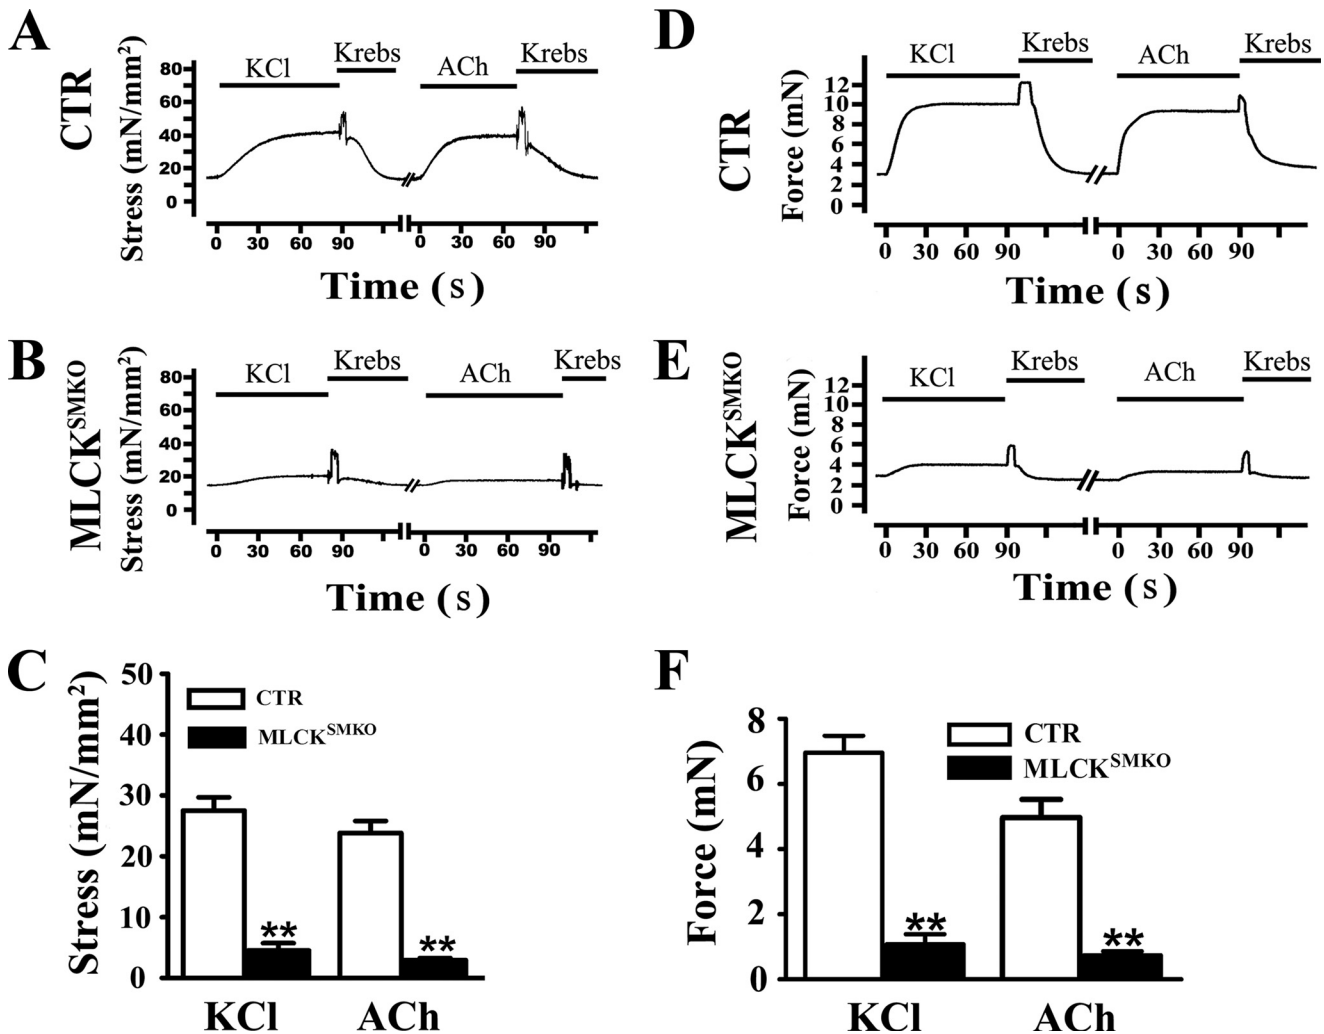 A
CTR
Stress (mN/mm²)
80
60
40
20
0
KCl
Krebs
ACh
Krebs
0 30 60 90 0 30 60 90
Time (s)
B
MLCK^SMKO
Stress (mN/mm²)
80
60
40
20
0
KCl
Krebs
ACh
Krebs
0 30 60 90 0 30 60 90
Time (s)
C
Stress (mN/mm²)
50
40
30
20
10
0
CTR
MLCK^SMKO
**
**
KCl ACh
D
CTR
Force (mN)
12
10
8
6
4
2
0
KCl
Krebs
ACh
Krebs
0 30 60 90 0 30 60 90
Time (s)
E
MLCK^SMKO
Force (mN)
12
10
8
6
4
2
0
KCl
Krebs
ACh
Krebs
0 30 60 90 0 30 60 90
Time (s)
F
Force (mN)
8
6
4
2
0
CTR
MLCK^SMKO
**
**
KCl ACh